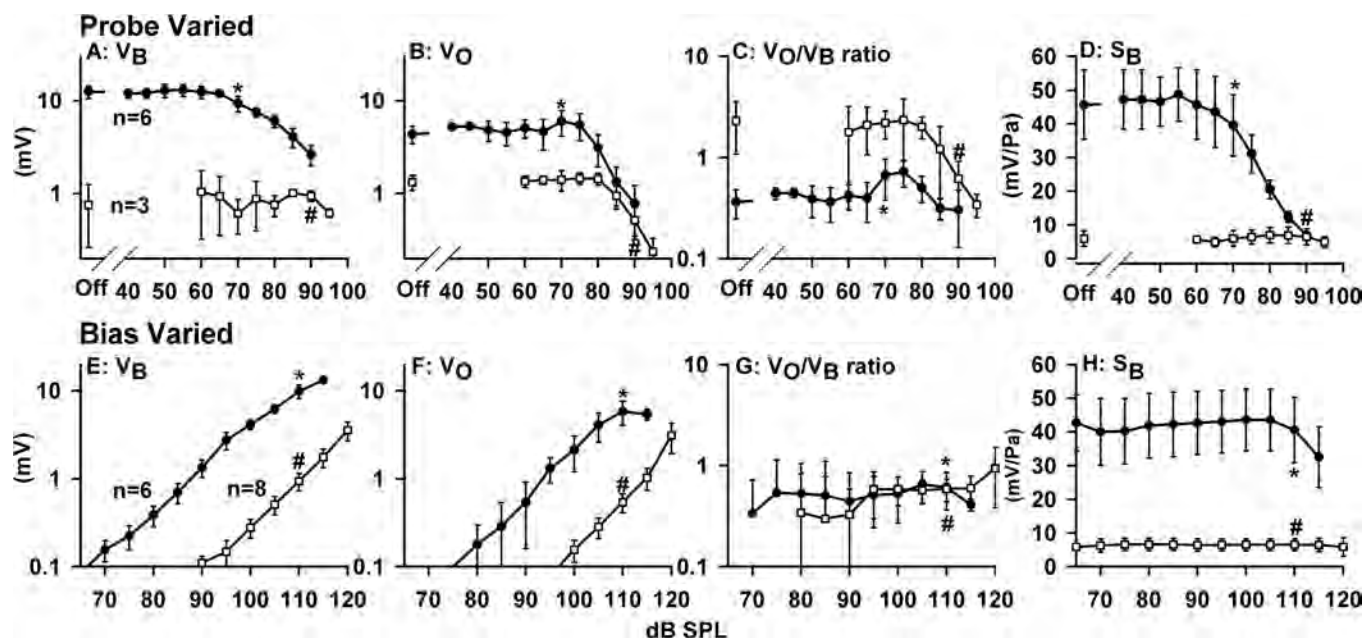 Probe Varied
A: VB
B: VO
C: VO/VB ratio
D: SB
(mV)
10
1
*
n=6
n=3
#
Off 40 50 60 70 80 90 100
10
1
*
#
Off 40 50 60 70 80 90 100
10
1
0.1
*
#
Off 40 50 60 70 80 90 100
(mV/Pa)
60
50
40
30
20
10
0
*
#
Off 40 50 60 70 80 90 100
Bias Varied
E: VB
F: VO
G: VO/VB ratio
H: SB
(mV)
10
1
0.1
*
#
n=6
n=8
70 80 90 100 110 120
10
1
0.1
*
#
70 80 90 100 110 120
10
1
0.1
*
#
70 80 90 100 110 120
(mV/Pa)
60
50
40
30
20
10
0
*
#
70 80 90 100 110 120
dB SPL